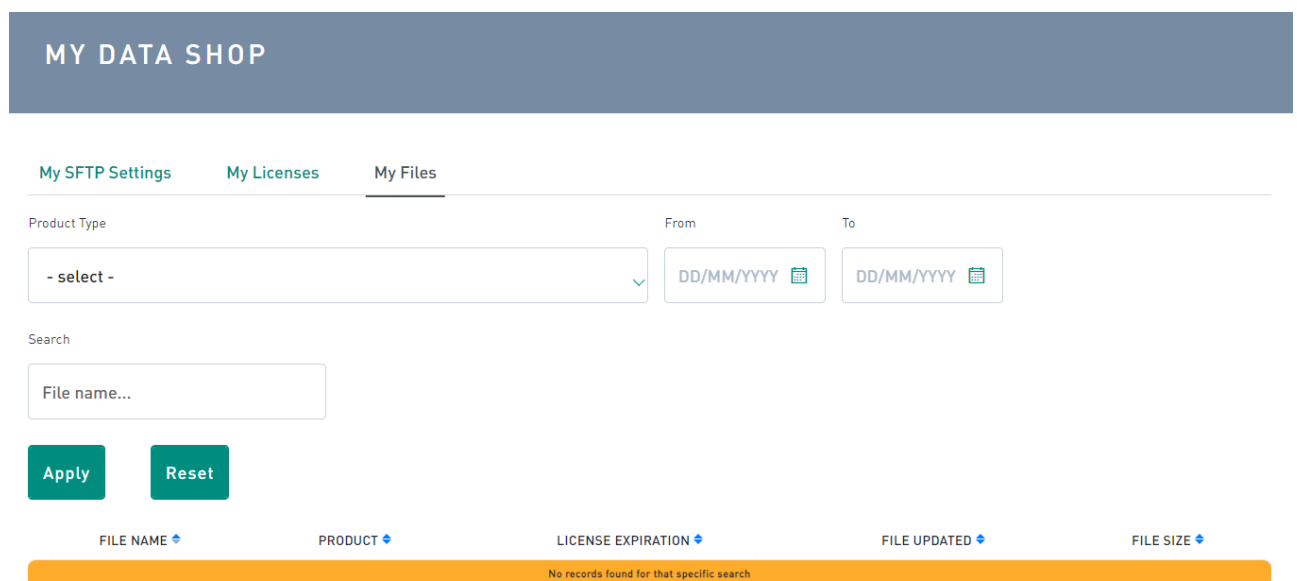 MY DATA SHOP
My SFTP Settings My Licenses My Files
Product Type From To
- select - DD/MM/YYYY DD/MM/YYYY
Search
File name...
Apply Reset
FILE NAME PRODUCT LICENSE EXPIRATION FILE UPDATED FILE SIZE
No records found for that specific search